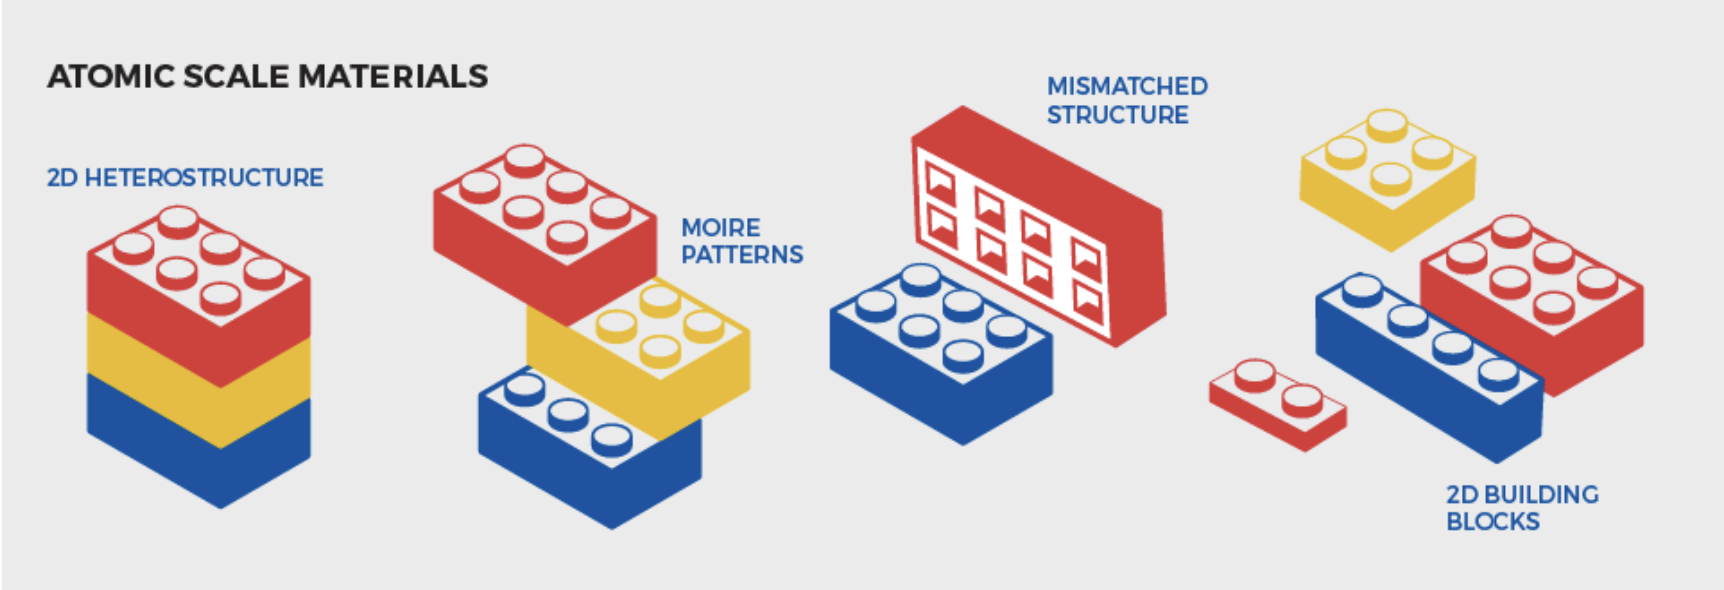 ATOMIC SCALE MATERIALS
2D HETEROSTRUCTURE
MOIRE
PATTERNS
MISMATCHED
STRUCTURE
2D BUILDING
BLOCKS